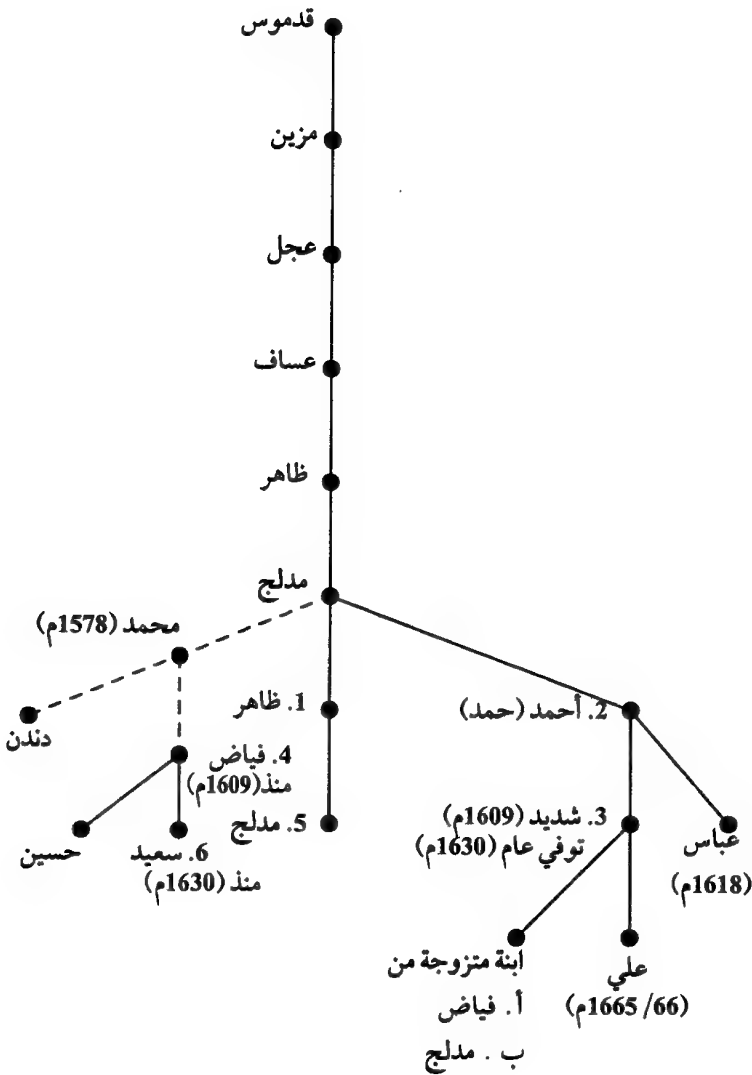 قدموس
مزين
عجل
عساف
ظاهر
مدلج
محمد (1578م)
دندن
1. ظاهر
2. أحمد (حمد)
4. فياض
منذ (1609م)
حسين
6. سعيد
منذ (1630م)
5. مدلج
3. شديد (1609م)
توفي عام (1630م)
عباس
(1618م)
ابنة متزوجة من
أ. فياض
ب . مدلج
علي
(1665/66م)